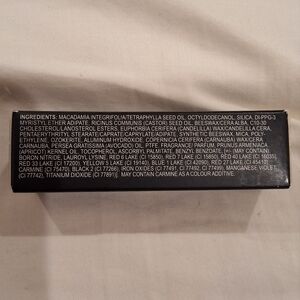 INGREDIENTS: MACADAMIA INTEGRIFOLIA/TETRAPHYLLA SEED OIL, OCTYLDODECANOL, SILICA, DI-PPG-3
MYRISTYL ETHER ADIPATE, RICINUS COMMUNIS (CASTOR) SEED OIL, BEESWAX/CERA ALBA, C10-30
CHOLESTEROL/LANOSTEROL ESTERS, EUPHORBIA CERIFERA (CANDELILLA) WAX/CANDELILLA CERA,
PENTAERYTHRITYL STEARATE/CAPRATE/CAPRYLATE/ADIPATE, SYNTHETIC BEESWAX, MICA, POLY-
ETHYLENE, OZOKERITE, ALUMINUM HYDROXIDE, COPERNICIA CERIFERA WAX/COPERNICIA CERIFERA
CARNAUBA, PERSEA GRATISSIMA (AVOCADO) OIL, PTFE, FRAGRANCE/ PARFUM, PRUNUS ARMENIACA
(APRICOT) KERNEL OIL, TOCOPHEROL, ASCORBYL PALMITATE, BENZYL BENZOATE, [+/- (MAY CONTAIN)
BORON NITRIDE, LAUROYL LYSINE, RED 6 LAKE (CI 15850), RED 7 LAKE (CI 15850), RED 40 LAKE (CI 16035),
RED 33 LAKE (CI 17200), YELLOW 5 LAKE (CI 19140), BLUE 1 LAKE (CI 42090), RED 27 LAKE (CI 45410)
CARMINE (CI 75470), BLACK 2 (CI 77266), IRON OXIDES (CI 77491, CI 77492, CI 77499), MANGANESE VIOLET
(CI 77742), TITANIUM DIOXIDE (CI 77891)]. MAY CONTAIN CARMINE AS A COLOUR ADDITIVE.